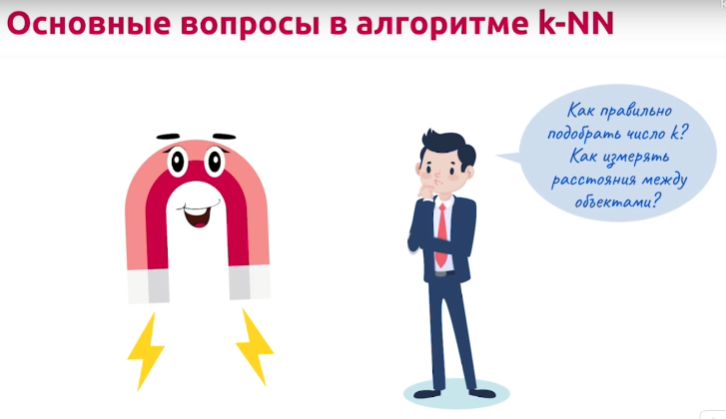 Основные вопросы в алгоритме k-NN
Как правильно
подобрать число k?
Как измерять
расстояния между
объектами?